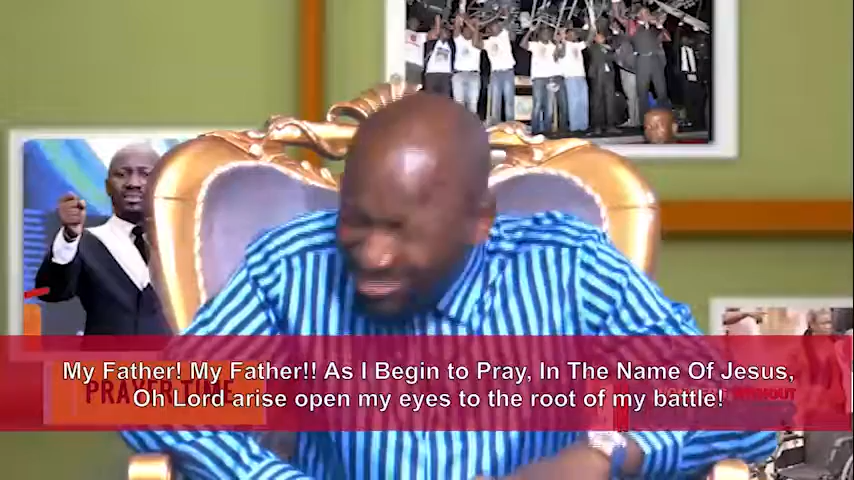 My Father! My Father!! As I Begin to Pray, In The Name Of Jesus,
Oh Lord arise open my eyes to the root of my battle!
PRAYER TIME